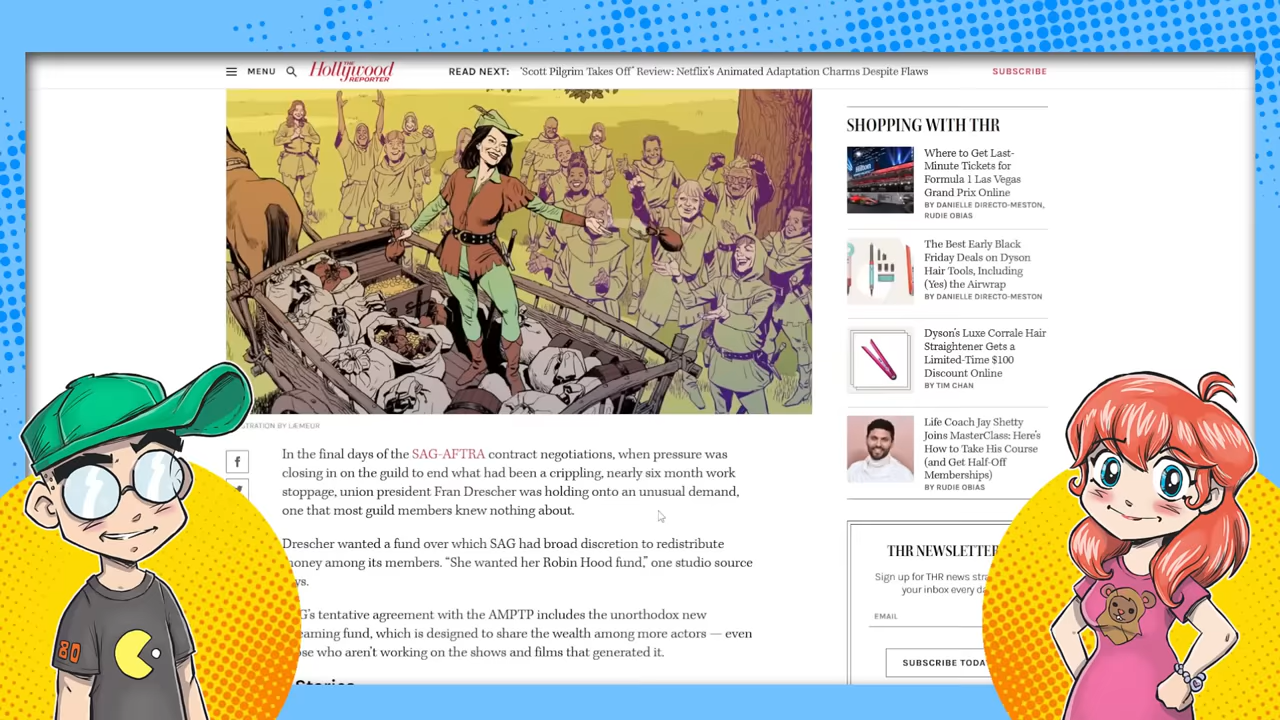 MENU
THE
Hollywood
REPORTER
READ NEXT: 'Scott Pilgrim Takes Off' Review: Netflix's Animated Adaptation Charms Despite Flaws
SUBSCRIBE
TRATION BY LÆMEUR
In the final days of the SAG-AFTRA contract negotiations, when pressure was
closing in on the guild to end what had been a crippling, nearly six month work
stoppage, union president Fran Drescher was holding onto an unusual demand,
one that most guild members knew nothing about.
Drescher wanted a fund over which SAG had broad discretion to redistribute
oney among its members. “She wanted her Robin Hood fund,” one studio source
ys.
G's tentative agreement with the AMPTP includes the unorthodox new
eaming fund, which is designed to share the wealth among more actors — even
ose who aren't working on the shows and films that generated it.
Stories
SHOPPING WITH THR
Where to Get Last-
Minute Tickets for
Formula 1 Las Vegas
Grand Prix Online
BY DANIELLE DIRECTO-MESTON,
RUDIE OBIAS
The Best Early Black
Friday Deals on Dyson
Hair Tools, Including
(Yes) the Airwrap
BY DANIELLE DIRECTO-MESTON
Dyson's Luxe Corrale Hair
Straightener Gets a
Limited-Time $100
Discount Online
BY TIM CHAN
Life Coach Jay Shetty
Joins MasterClass: Here's
How to Take His Course
(and Get Half-Off
Memberships)
BY RUDIE OBIAS
THR NEWSLETTER
Sign up for THR news stra
your inbox every da
EMAIL
SUBSCRIBE TODA
80